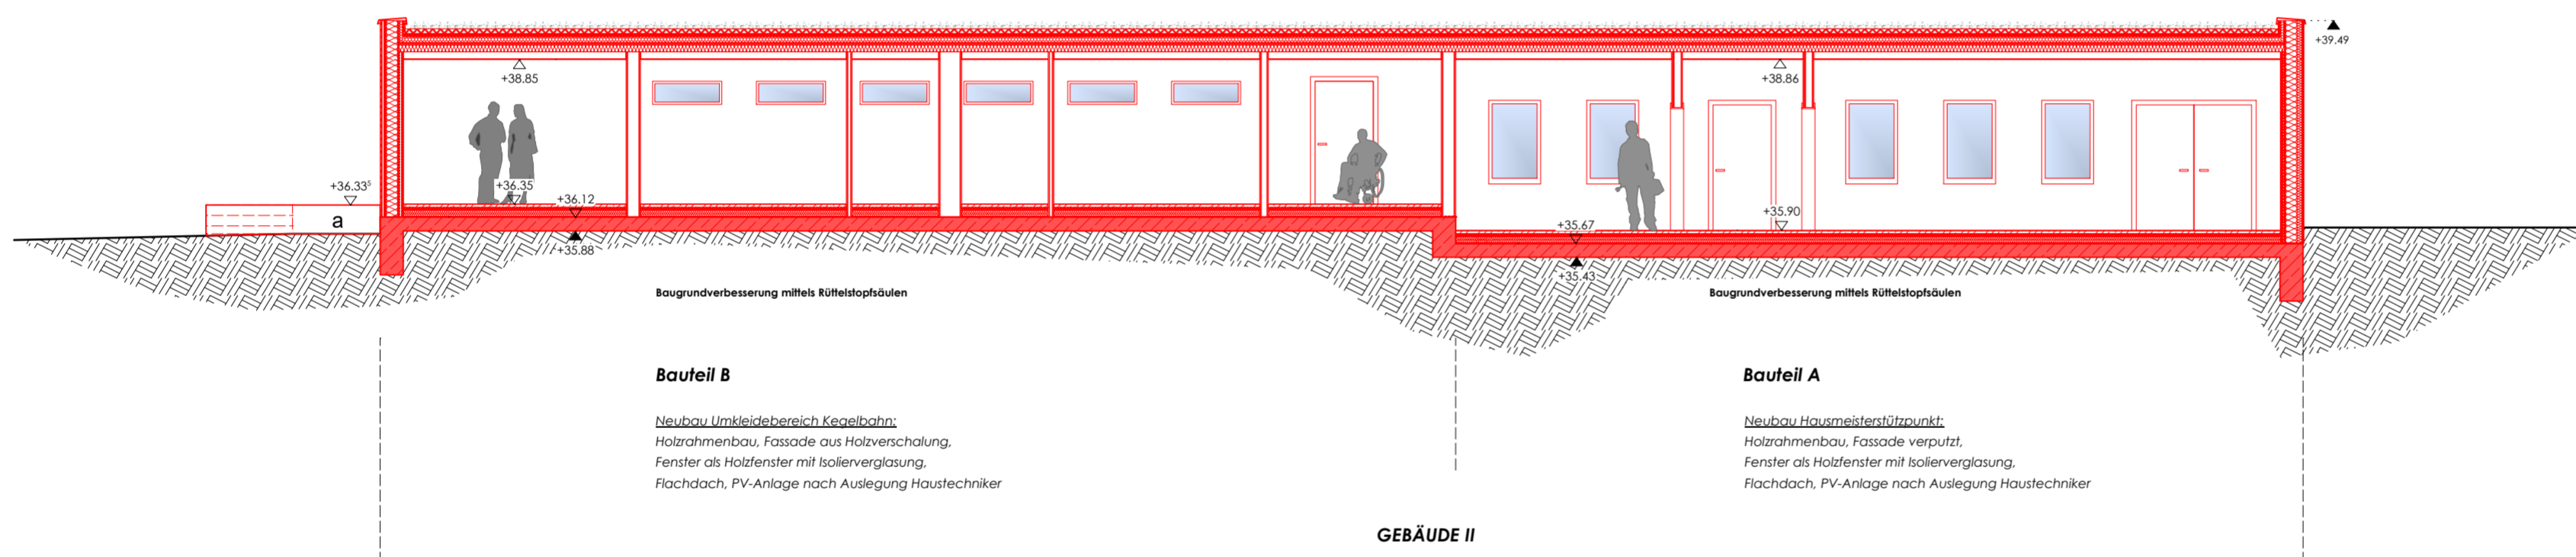 +39.49
+38.85
+38.86
+36.33⁵
+36.35
+36.12
a
+35.88
+35.67
+35.90
+35.43
Baugrundverbesserung mittels Rüttelstopfsäulen
Baugrundverbesserung mittels Rüttelstopfsäulen
Bauteil B
Neubau Umkleidebereich Kegelbahn:
Holzrahmenbau, Fassade aus Holzverschalung,
Fenster als Holzfenster mit Isolierverglasung,
Flachdach, PV-Anlage nach Auslegung Haustechniker
Bauteil A
Neubau Hausmeisterstützpunkt:
Holzrahmenbau, Fassade verputzt,
Fenster als Holzfenster mit Isolierverglasung,
Flachdach, PV-Anlage nach Auslegung Haustechniker
GEBÄUDE II